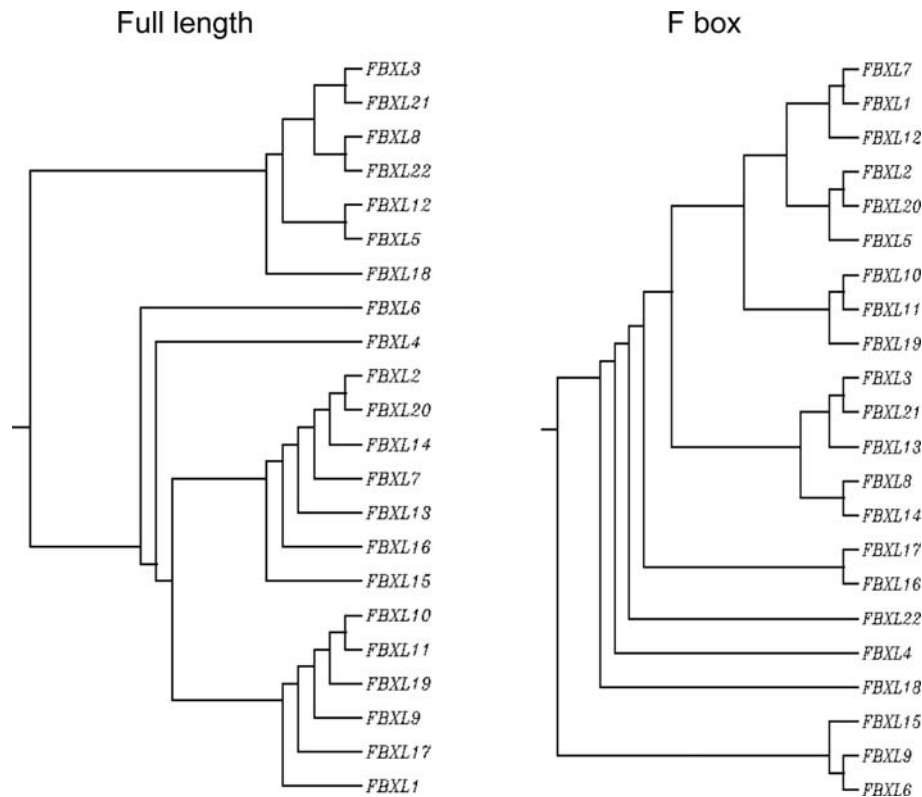 Full length
FBXL3
FBXL21
FBXL8
FBXL22
FBXL12
FBXL5
FBXL18
FBXL6
FBXL4
FBXL2
FBXL20
FBXL14
FBXL7
FBXL13
FBXL16
FBXL15
FBXL10
FBXL11
FBXL19
FBXL9
FBXL17
FBXL1
F box
FBXL7
FBXL1
FBXL12
FBXL2
FBXL20
FBXL5
FBXL10
FBXL11
FBXL19
FBXL3
FBXL21
FBXL13
FBXL8
FBXL14
FBXL17
FBXL16
FBXL22
FBXL4
FBXL18
FBXL15
FBXL9
FBXL6